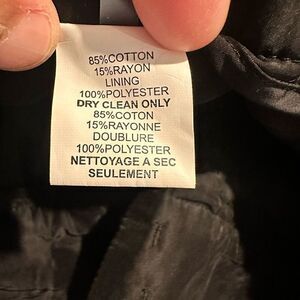 85%COTTON
15%RAYON
LINING
100%POLYESTER
DRY CLEAN ONLY
85%COTON
15%RAYONNE
DOUBLURE
100%POLYESTER
NETTOYAGE A SEC
SEULEMENT